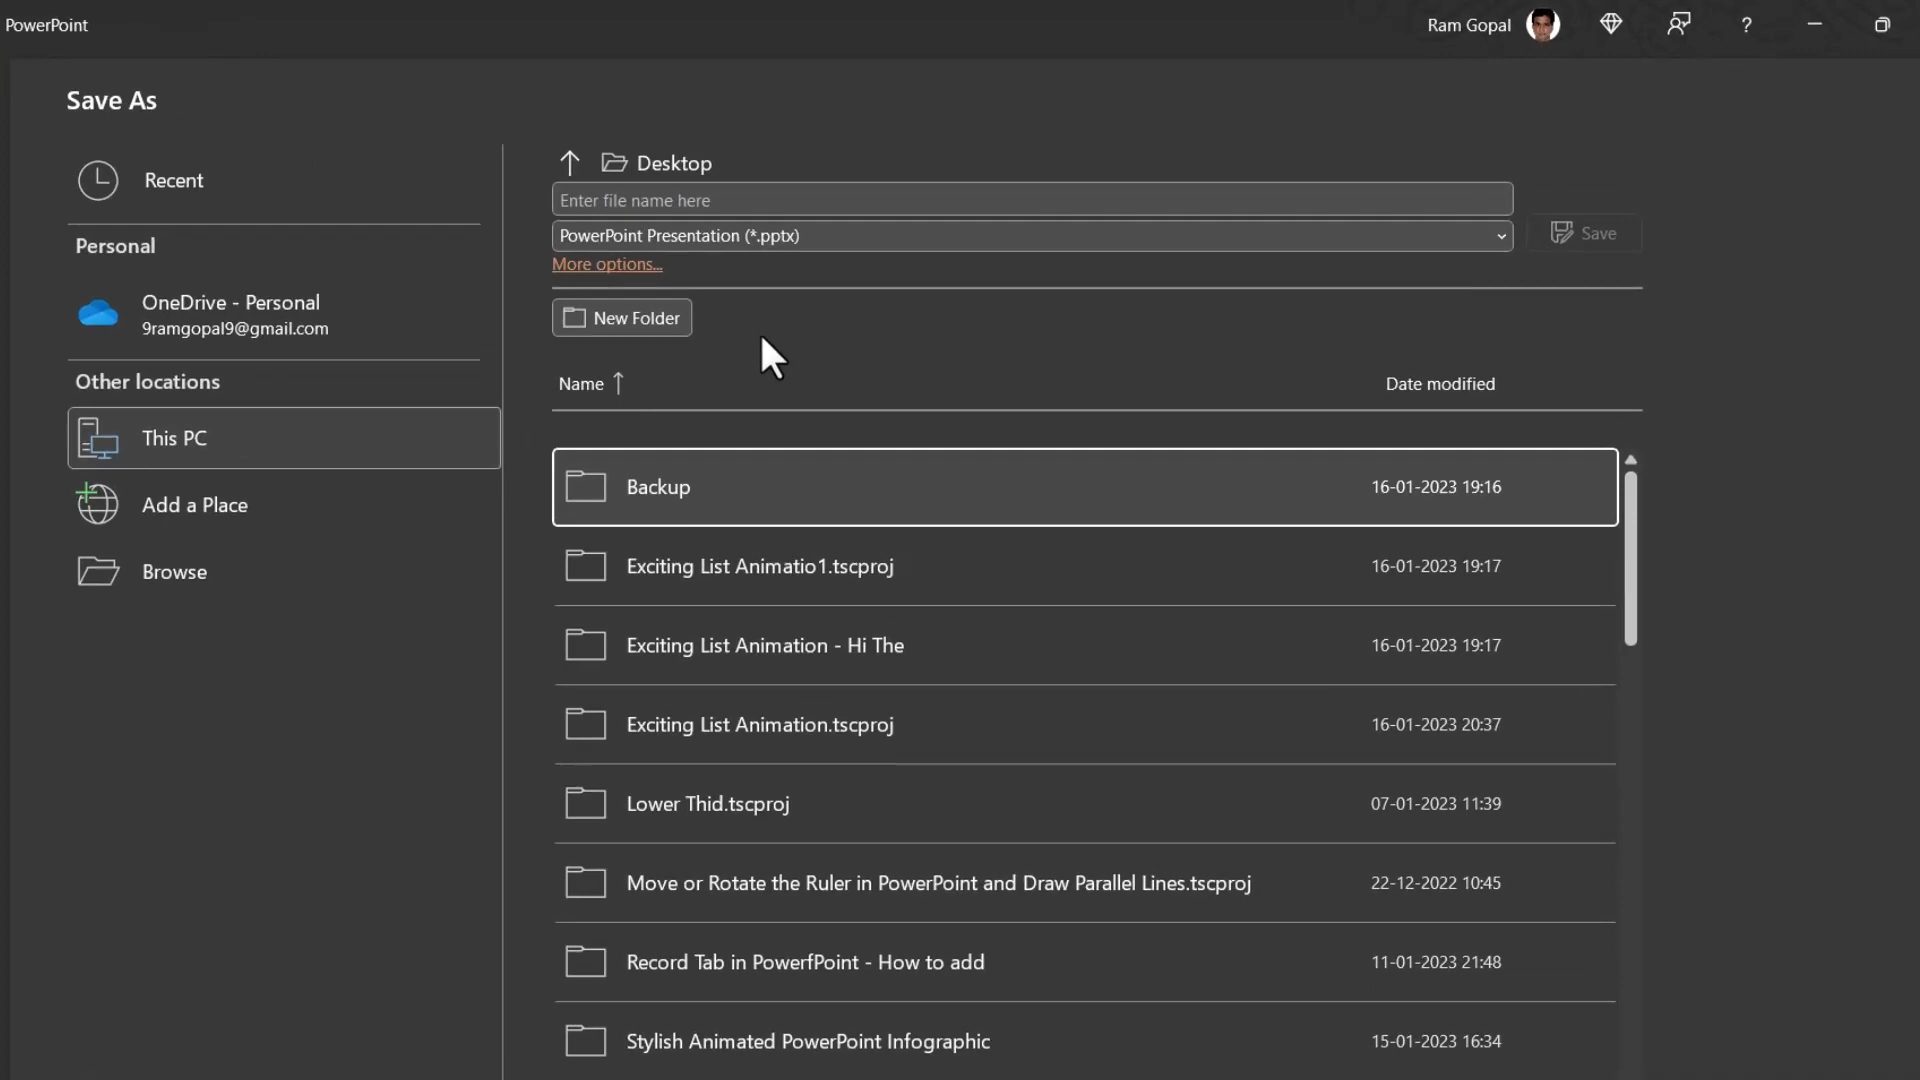 PowerPoint
Ram Gopal
?
Save As
Recent
Personal
OneDrive - Personal
9ramgopal9@gmail.com
Other locations
This PC
Add a Place
Browse
Desktop
Enter file name here
PowerPoint Presentation (*.pptx)
Save
More options...
New Folder
Name
Date modified
Backup 16-01-2023 19:16
Exciting List Animatio1.tscproj 16-01-2023 19:17
Exciting List Animation - Hi The 16-01-2023 19:17
Exciting List Animation.tscproj 16-01-2023 20:37
Lower Thid.tscproj 07-01-2023 11:39
Move or Rotate the Ruler in PowerPoint and Draw Parallel Lines.tscproj 22-12-2022 10:45
Record Tab in PowerfPoint - How to add 11-01-2023 21:48
Stylish Animated PowerPoint Infographic 15-01-2023 16:34